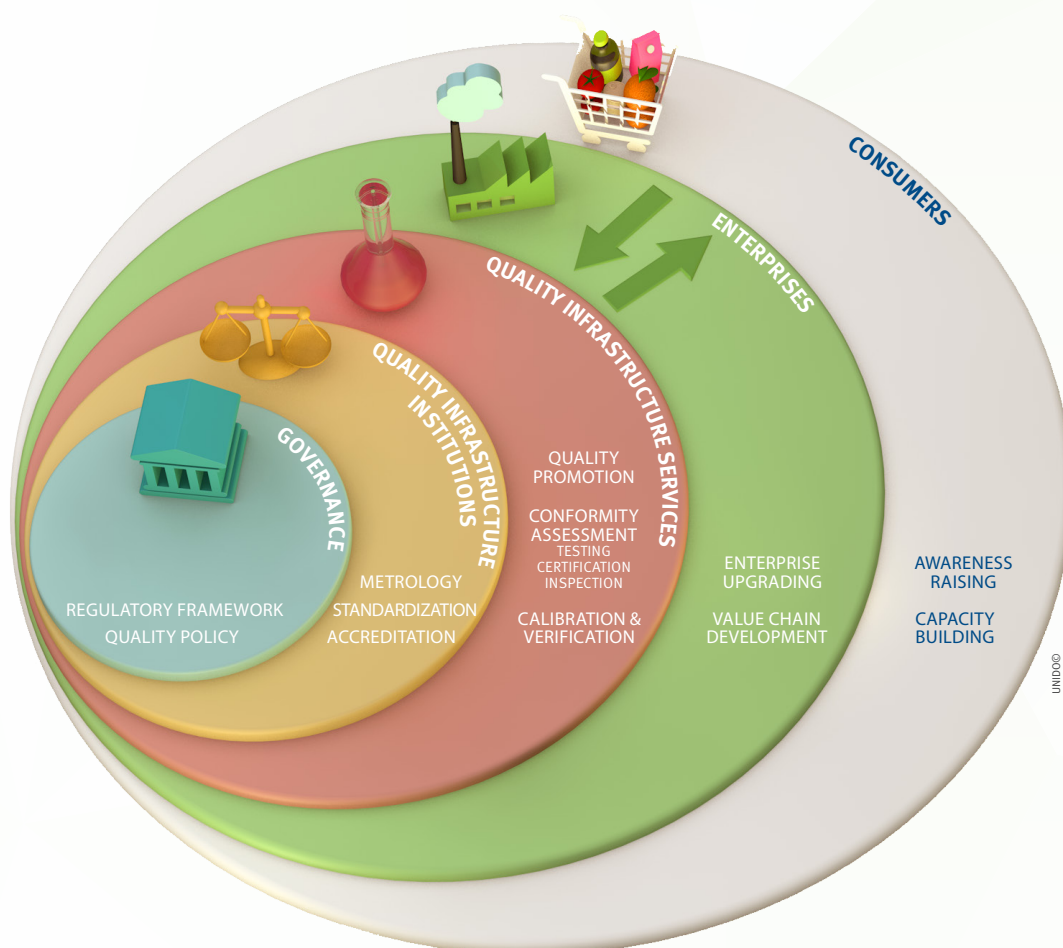 CONSUMERS
ENTERPRISES
QUALITY INFRASTRUCTURE SERVICES
QUALITY INFRASTRUCTURE
INSTITUTIONS
GOVERNANCE
REGULATORY FRAMEWORK
QUALITY POLICY
METROLOGY
STANDARDIZATION
ACCREDITATION
QUALITY
PROMOTION
CONFORMITY
ASSESSMENT
TESTING
CERTIFICATION
INSPECTION
CALIBRATION &
VERIFICATION
ENTERPRISE
UPGRADING
VALUE CHAIN
DEVELOPMENT
AWARENESS
RAISING
CAPACITY
BUILDING
UNIDO©